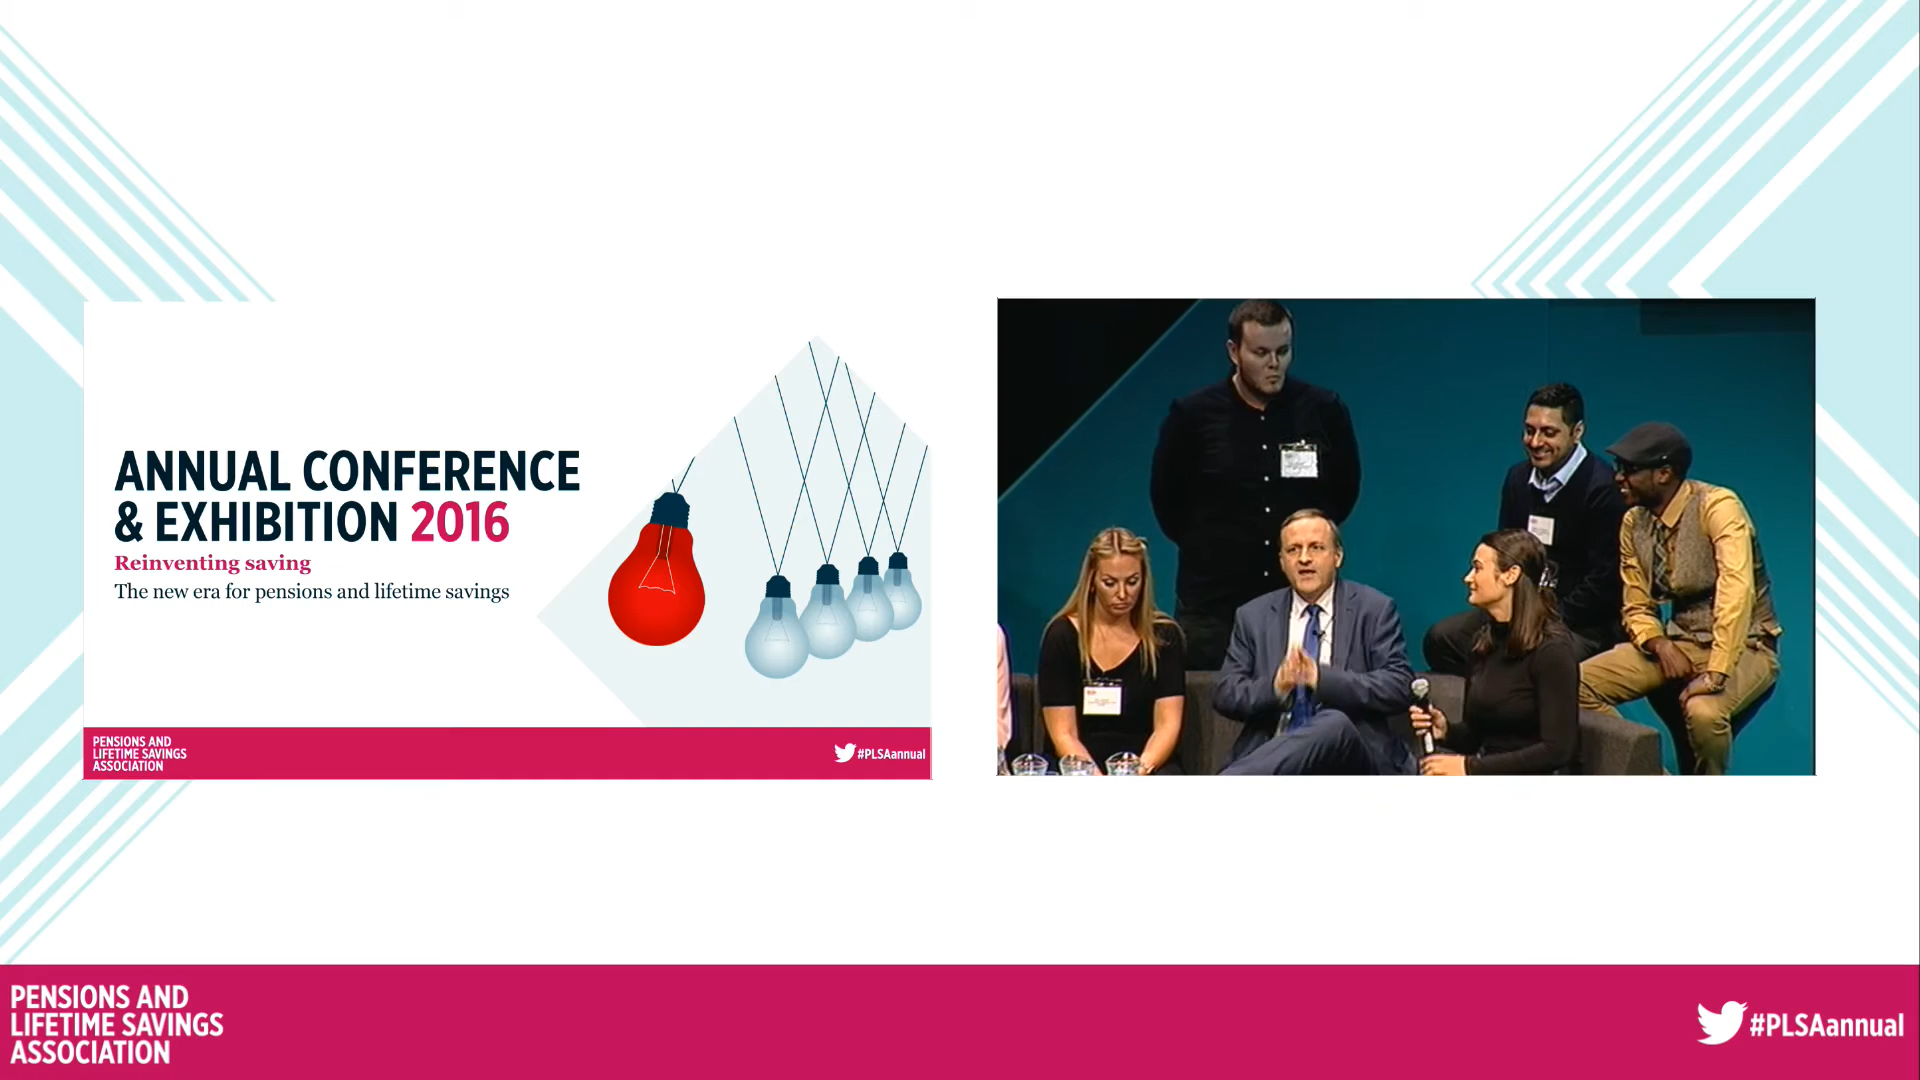 ANNUAL CONFERENCE
& EXHIBITION 2016
Reinventing saving
The new era for pensions and lifetime savings
PENSIONS AND
LIFETIME SAVINGS
ASSOCIATION
#PLSAannual
PENSIONS AND
LIFETIME SAVINGS
ASSOCIATION
#PLSAannual